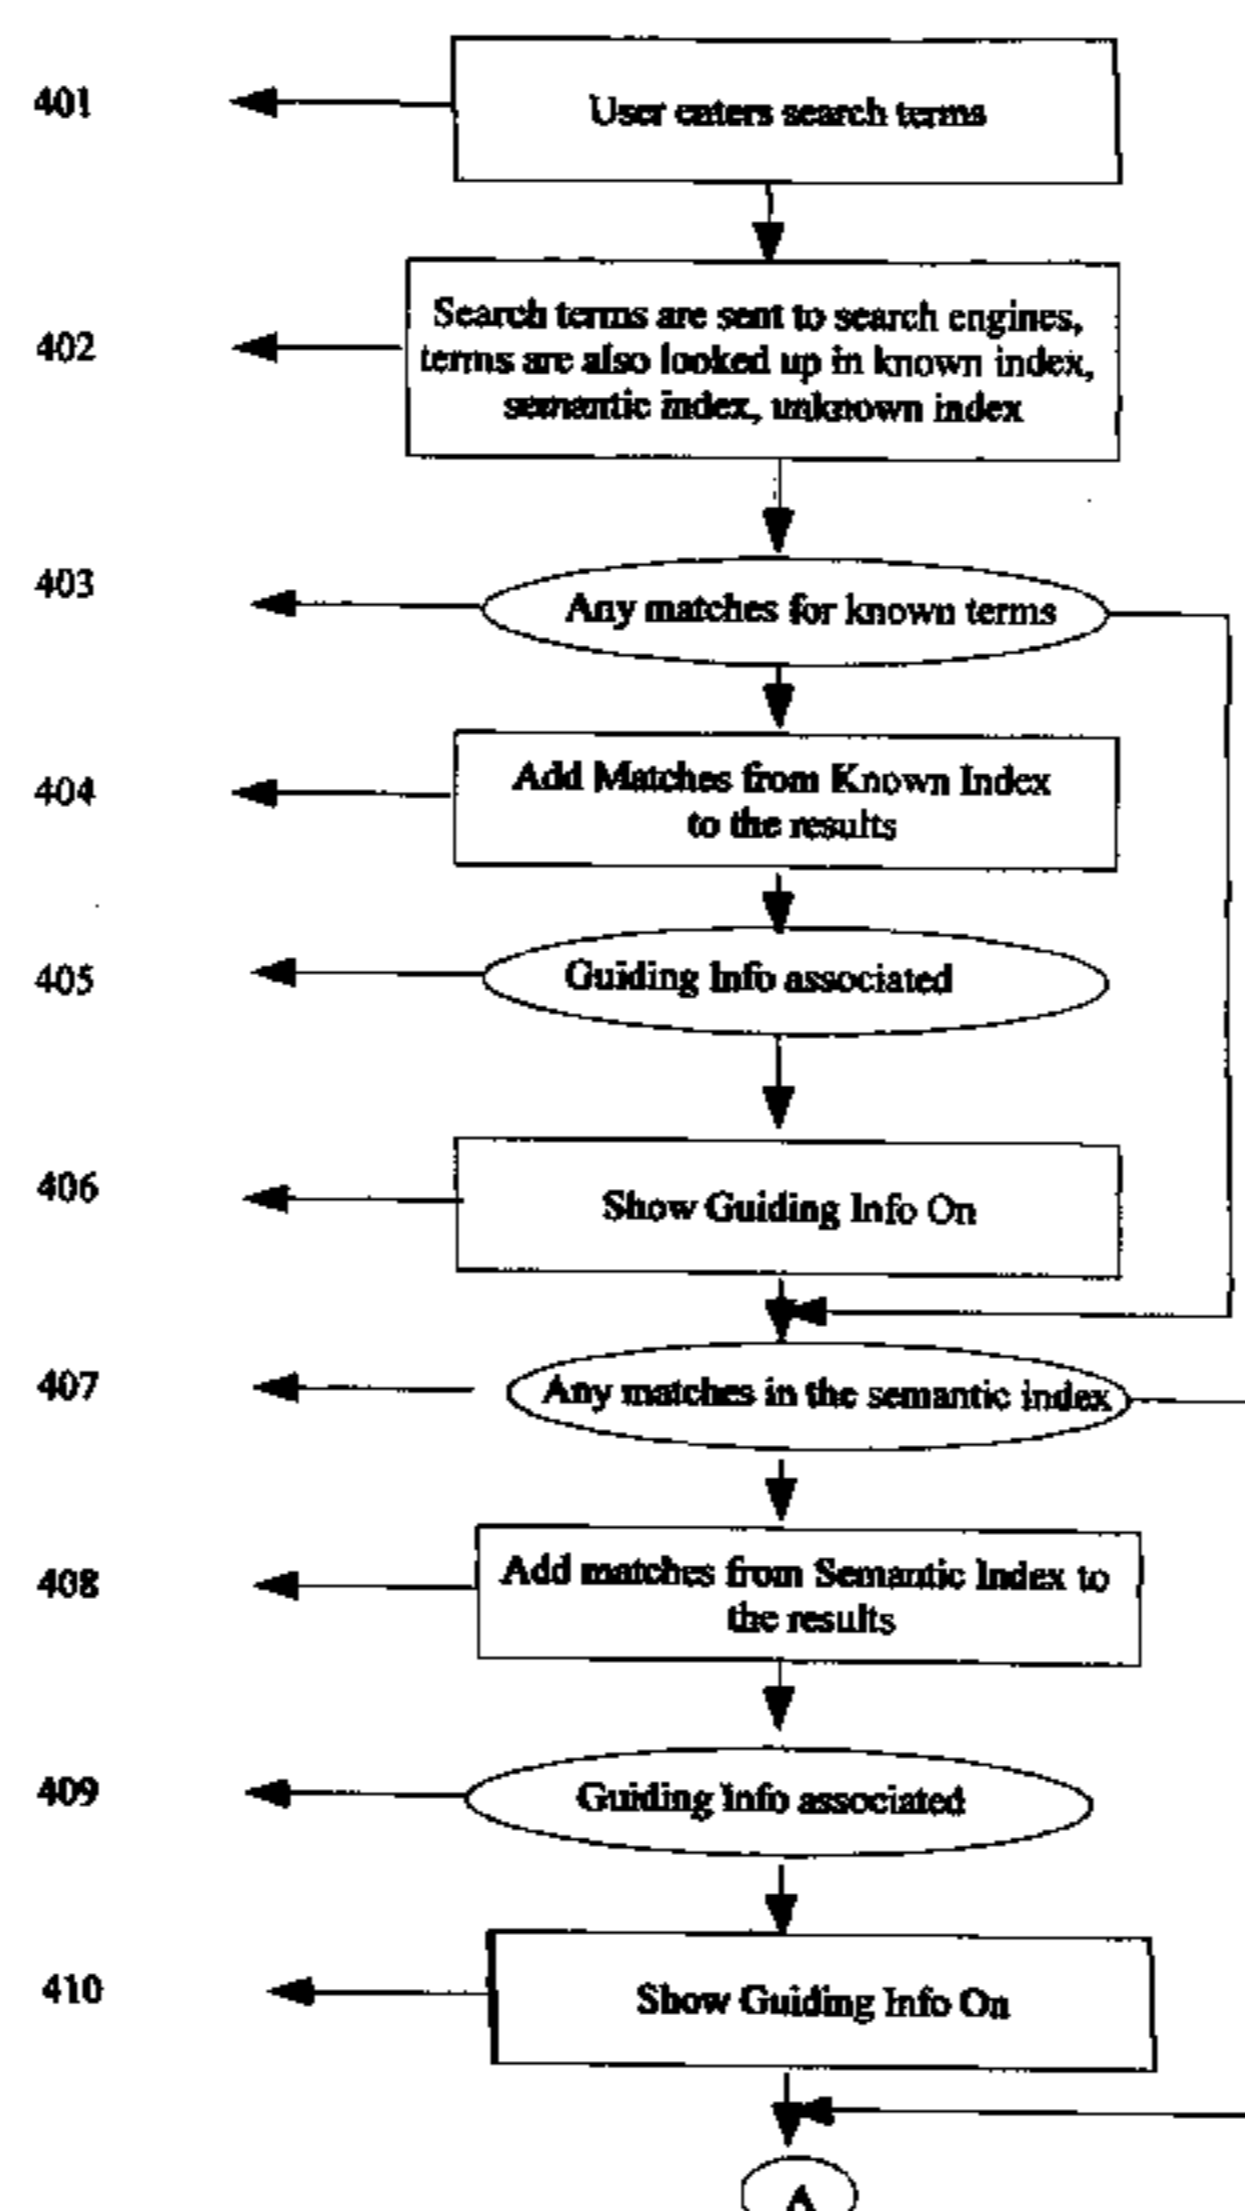 401
User enters search terms
402
Search terms are sent to search engines,
terms are also looked up in known index,
semantic index, unknown index
403
Any matches for known terms
404
Add Matches from Known Index
to the results
405
Guiding Info associated
406
Show Guiding Info On
407
Any matches in the semantic index
408
Add matches from Semantic Index to
the results
409
Guiding Info associated
410
Show Guiding Info On
A